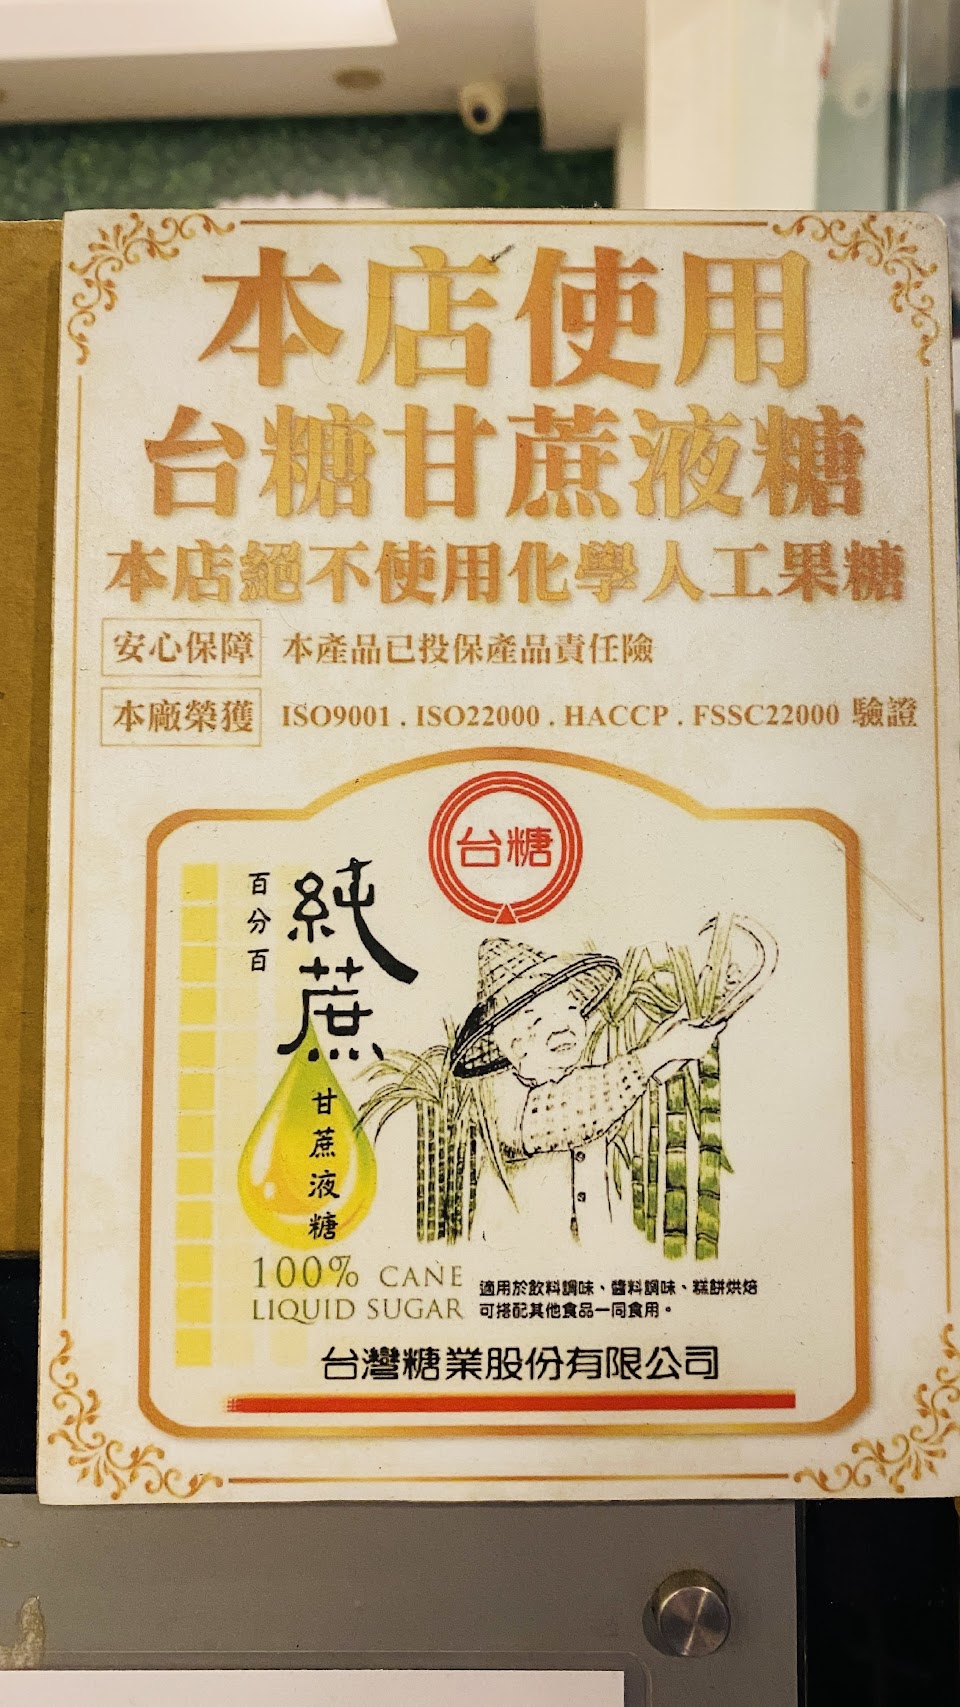 本店使用
台糖甘蔗液糖
本店絕不使用化學人工果糖
安心保障 本產品已投保產品責任險
本廠榮獲 ISO9001 . ISO22000 . HACCP . FSSC22000 驗證
台糖
百分百
純蔗
甘蔗液糖
100% CANE
LIQUID SUGAR
適用於飲料調味、醬料調味、糕餅烘焙
可搭配其他食品一同食用。
台灣糖業股份有限公司